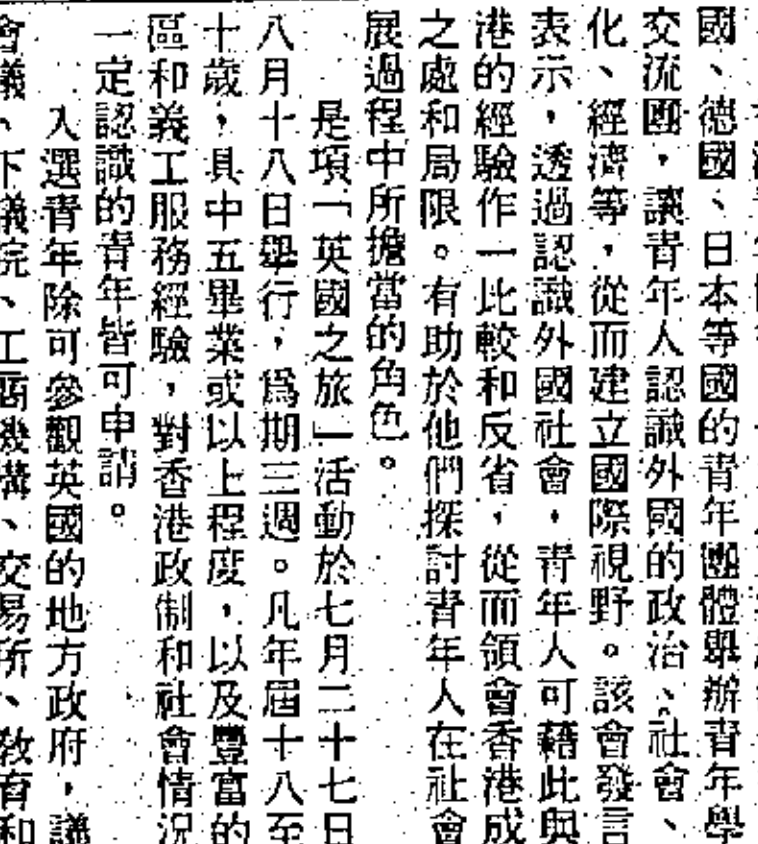 國、德國、日本等國的青年團體舉辦青年學
交流團，讓青年人認識外國的政治、社會、
化、經濟等，從而建立國際視野。該會發言
表示，透過認識外國社會，青年人可藉此與
港的經驗作一比較和反省，從而領會香港成
之處和局限。有助於他們探討青年人在社會
展過程中所擔當的角色。
是項「英國之旅」活動於七月二十七日
八月十八日舉行，為期三週。凡年屆十八至
十歲，具中五畢業或以上程度，以及豐富的
區和義工服務經驗，對香港政制和社會情況
一定認識的青年皆可申請。
入選青年除可參觀英國的地方政府，議
會議、下議院、工商機構、交易所、教育和